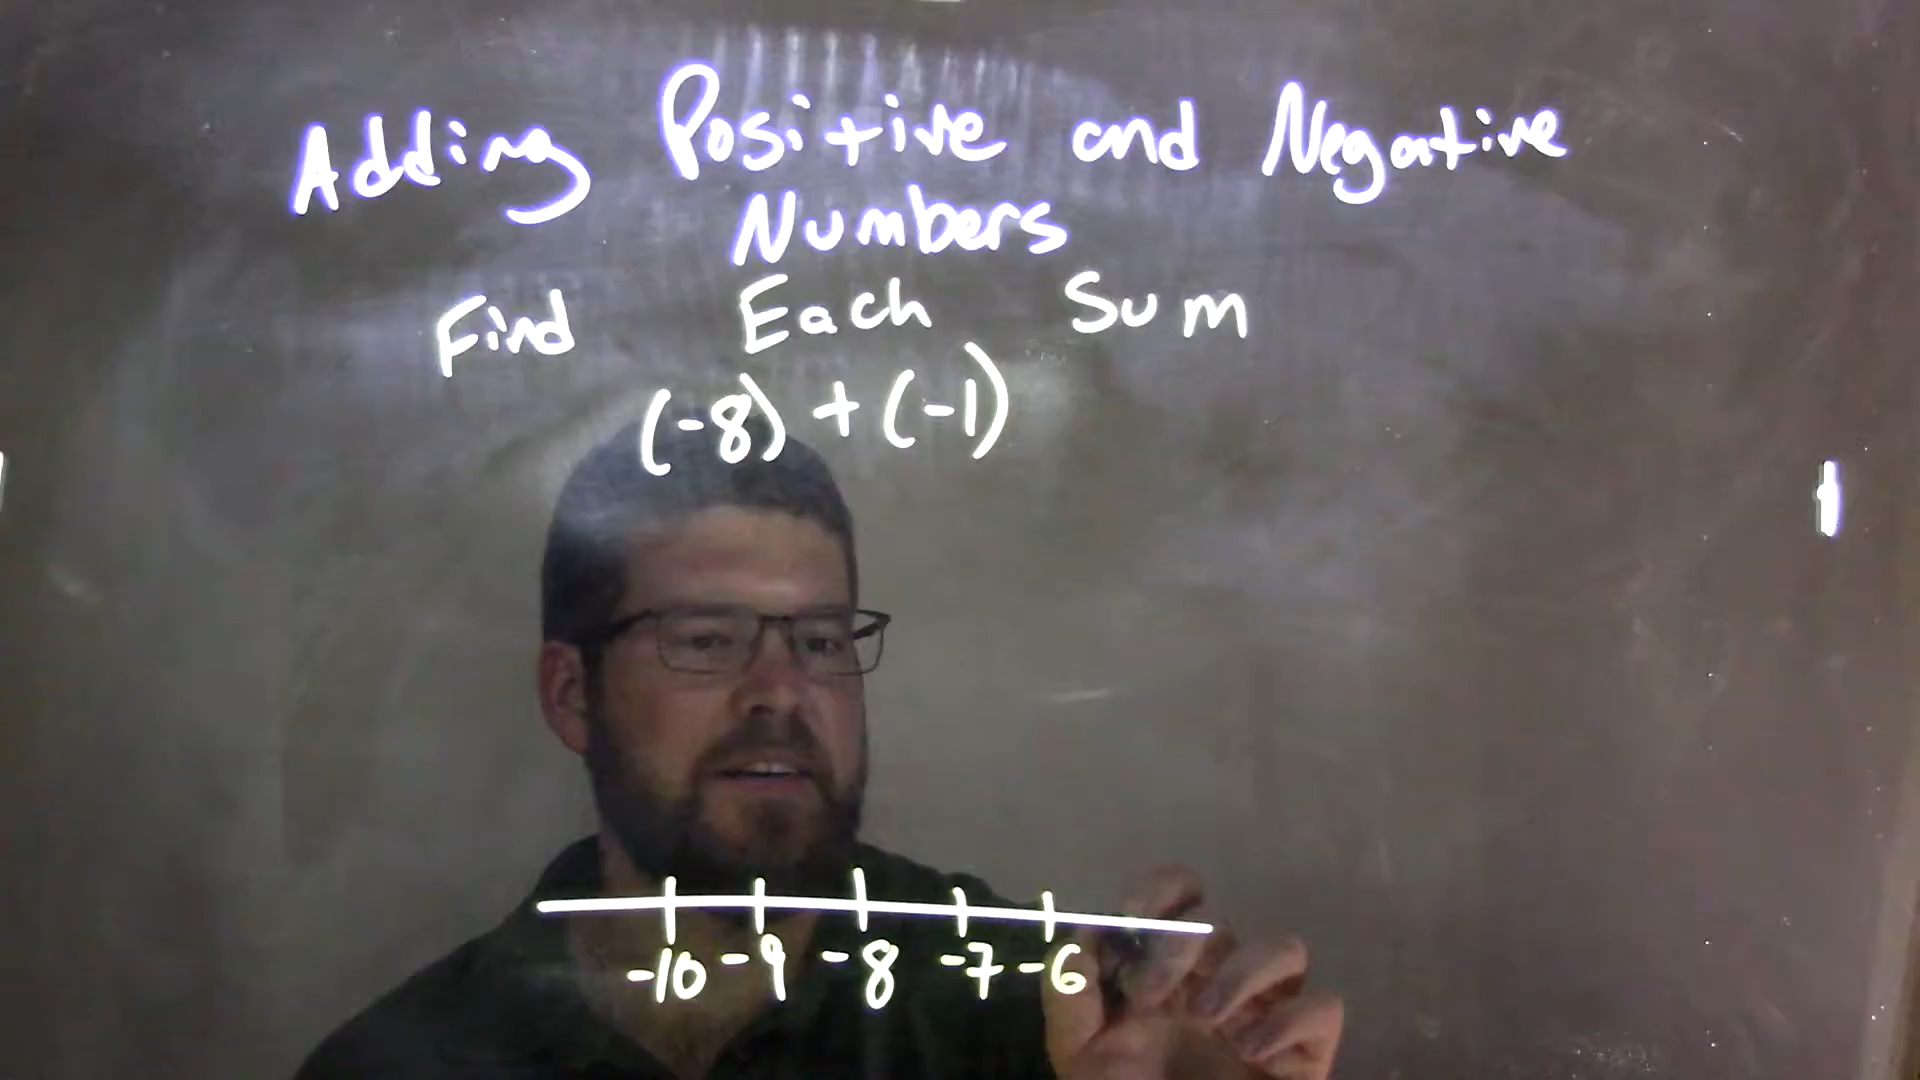 Adding Positive and Negative
Numbers
Find Each Sum
(-8) + (-1)
-10 -9 -8 -7 -6